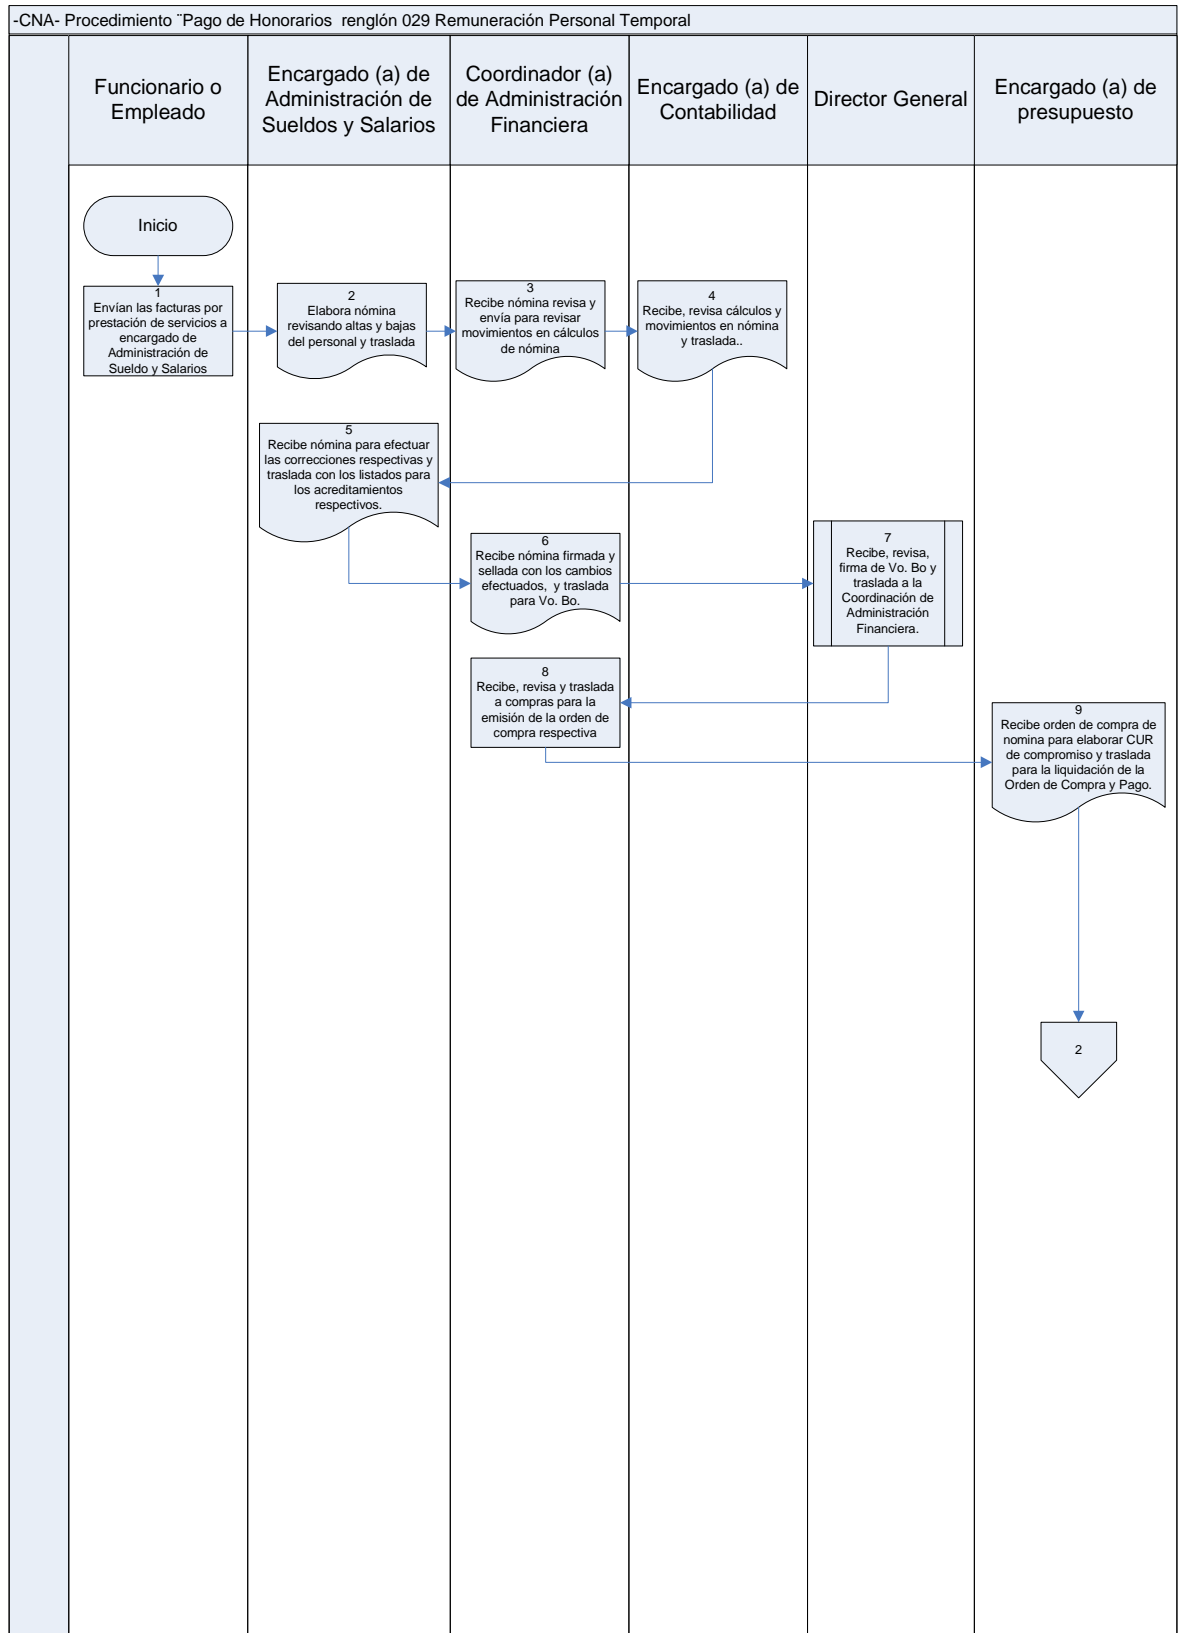 -CNA- Procedimiento ¨Pago de Honorarios  renglón 029 Remuneración Personal Temporal
Funcionario o
Empleado
Encargado (a) de
Administración de
Sueldos y Salarios
Coordinador (a)
de Administración
Financiera
Encargado (a) de
Contabilidad
Director General
Encargado (a) de
presupuesto
Inicio
1
Envían las facturas por
prestación de servicios a
encargado de
Administración de
Sueldo y Salarios
2
Elabora nómina
revisando altas y bajas
del personal y traslada
3
Recibe nómina revisa y
envía para revisar
movimientos en cálculos
de nómina
4
Recibe, revisa cálculos y
movimientos en nómina
y traslada..
5
Recibe nómina para efectuar
las correcciones respectivas y
traslada con los listados para
los acreditamientos
respectivos.
6
Recibe nómina firmada y
sellada con los cambios
efectuados,  y traslada
para Vo. Bo.
7
Recibe, revisa,
firma de Vo. Bo y
traslada a la
Coordinación de
Administración
Financiera.
8
Recibe, revisa y traslada
a compras para la
emisión de la orden de
compra respectiva
9
Recibe orden de compra de
nomina para elaborar CUR
de compromiso y traslada
para la liquidación de la
Orden de Compra y Pago.
2